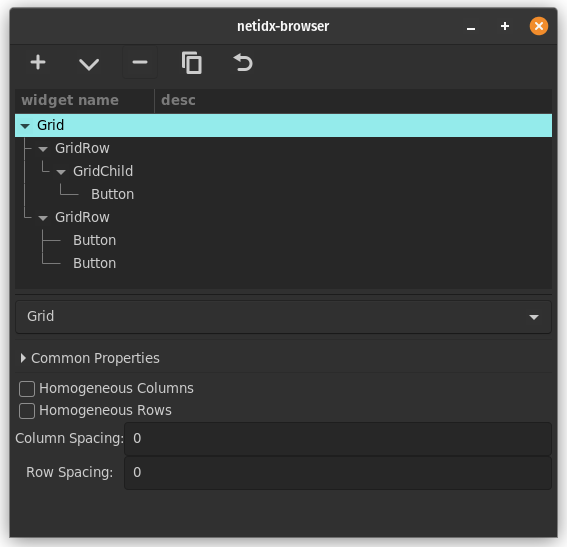 netidx-browser
widget name desc
Grid
GridRow
GridChild
Button
GridRow
Button
Button
Grid
Common Properties
Homogeneous Columns
Homogeneous Rows
Column Spacing: 0
Row Spacing: 0